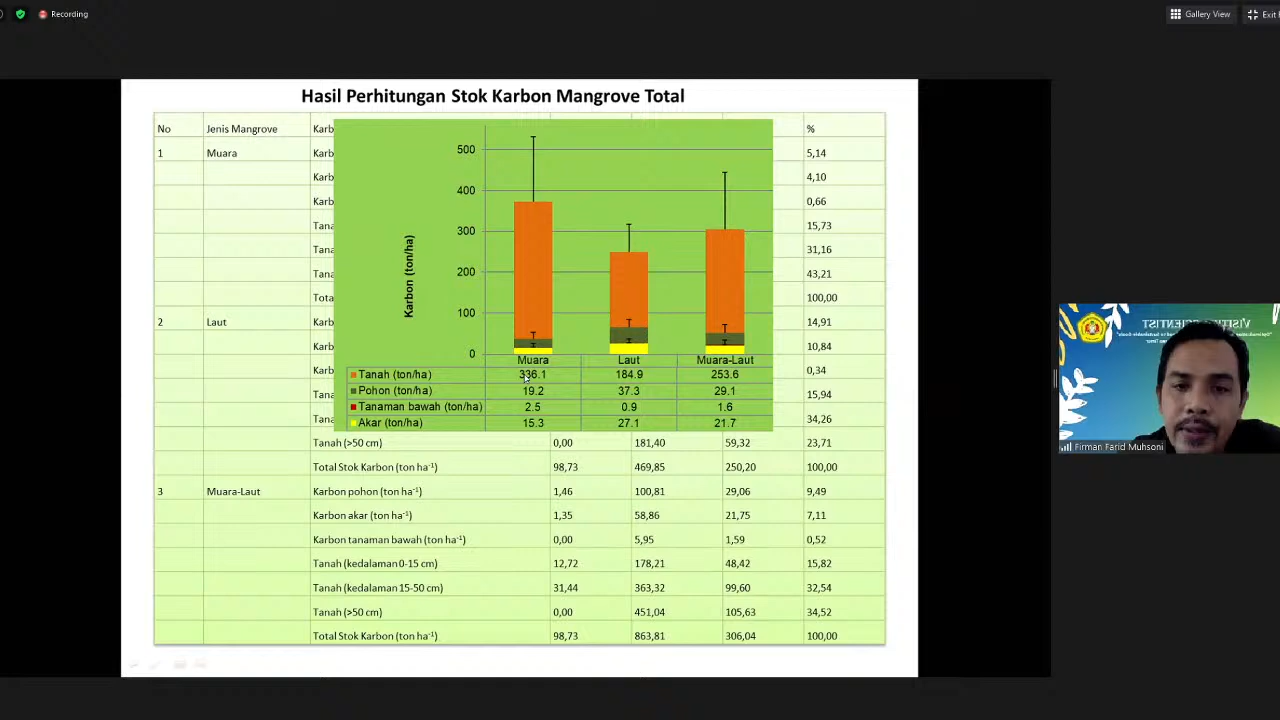 Recording
Gallery View
Exit
Hasil Perhitungan Stok Karbon Mangrove Total
No Jenis Mangrove Karb %
1 Muara Karb 5,14
Karb 4,10
Karb 0,66
Tana 15,73
Tana 31,16
Tana 43,21
Tota 100,00
2 Laut Karb 14,91
Karb 10,84
Karb 0,34
Tana 15,94
Tana 34,26
Tanah (>50 cm) 0,00 181,40 59,32 23,71
Total Stok Karbon (ton ha⁻¹) 98,73 469,85 250,20 100,00
3 Muara-Laut Karbon pohon (ton ha⁻¹) 1,46 100,81 29,06 9,49
Karbon akar (ton ha⁻¹) 1,35 58,86 21,75 7,11
Karbon tanaman bawah (ton ha⁻¹) 0,00 5,95 1,59 0,52
Tanah (kedalaman 0-15 cm) 12,72 178,21 48,42 15,82
Tanah (kedalaman 15-50 cm) 31,44 363,32 99,60 32,54
Tanah (>50 cm) 0,00 451,04 105,63 34,52
Total Stok Karbon (ton ha⁻¹) 98,73 863,81 306,04 100,00
Karbon (ton/ha)
500
400
300
200
100
0
Muara Laut Muara-Laut
Tanah (ton/ha) 336.1 184.9 253.6
Pohon (ton/ha) 19.2 37.3 29.1
Tanaman bawah (ton/ha) 2.5 0.9 1.6
Akar (ton/ha) 15.3 27.1 21.7
Firman Farid Muhsoni